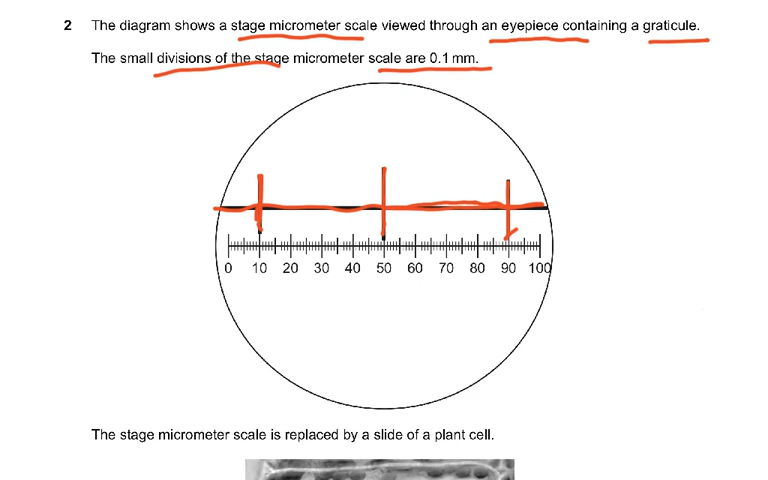 2 The diagram shows a stage micrometer scale viewed through an eyepiece containing a graticule.
The small divisions of the stage micrometer scale are 0.1 mm.
0 10 20 30 40 50 60 70 80 90 100
The stage micrometer scale is replaced by a slide of a plant cell.